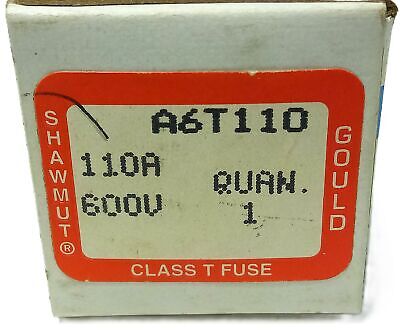 A6T110
SHAWMUT®
110A
600V
QUAN.
1
GOULD
CLASS T FUSE